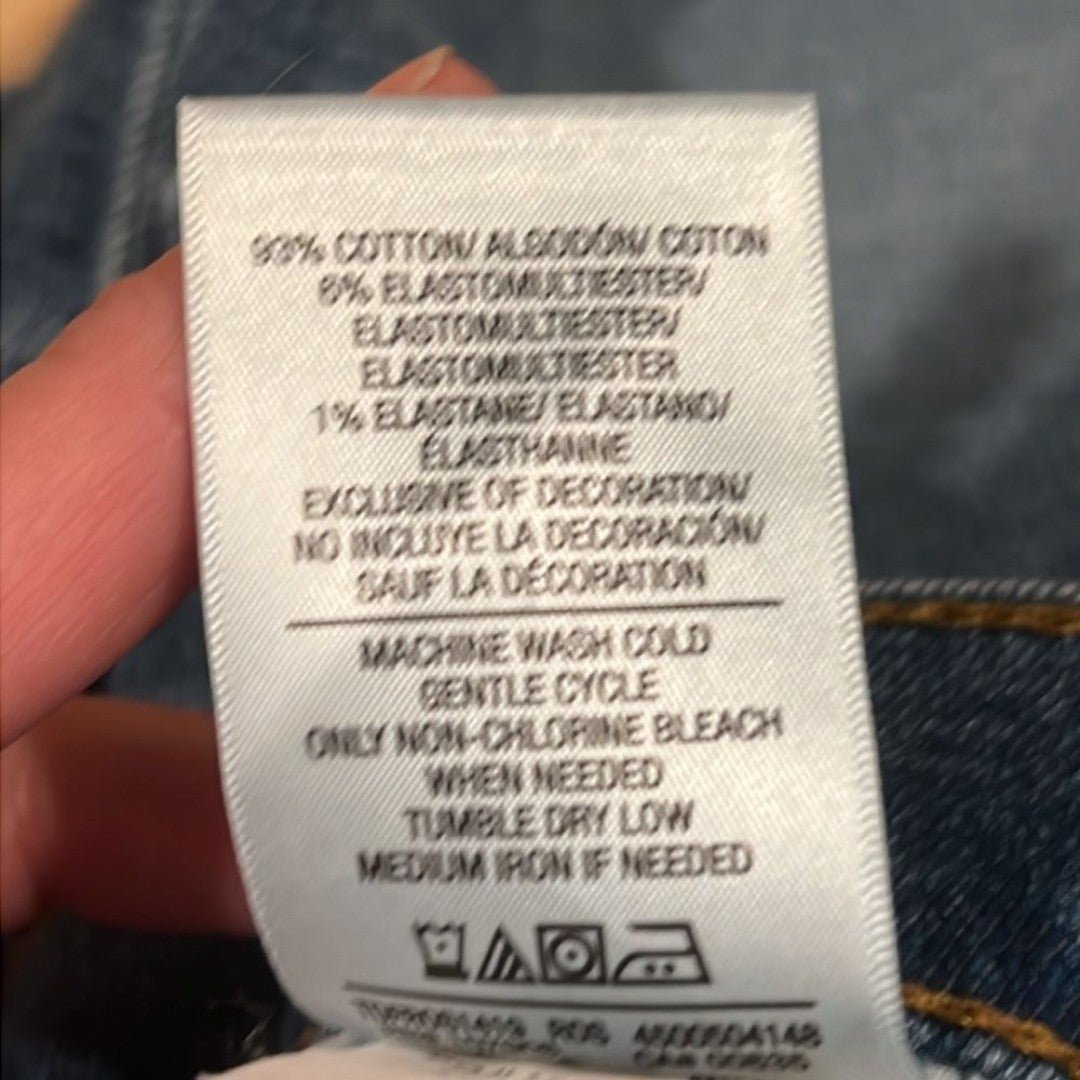 93% COTTON/ ALGODÓN/ COTON
6% ELASTOMULTIESTER/
ELASTOMULTIESTER/
ELASTOMULTIESTER
1% ELASTANE/ ELASTANO/
ÉLASTHANNE
EXCLUSIVE OF DECORATION/
NO INCLUYE LA DECORACIÓN/
SAUF LA DÉCORATION
MACHINE WASH COLD
GENTLE CYCLE
ONLY NON-CHLORINE BLEACH
WHEN NEEDED
TUMBLE DRY LOW
MEDIUM IRON IF NEEDED